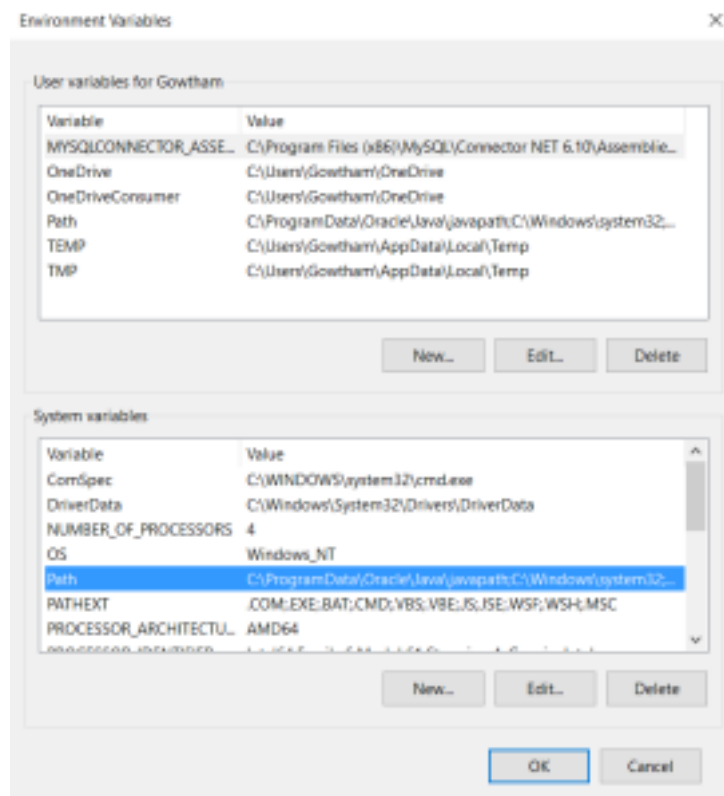 Environment Variables
User variables for Gowtham
Variable Value
MYSQLCONNECTOR_ASSE... C:\Program Files (x86)\MySQL\Connector NET 6.10\Assemblie...
OneDrive C:\Users\Gowtham\OneDrive
OneDriveConsumer C:\Users\Gowtham\OneDrive
Path C:\ProgramData\Oracle\Java\javapath;C:\Windows\system32;...
TEMP C:\Users\Gowtham\AppData\Local\Temp
TMP C:\Users\Gowtham\AppData\Local\Temp
New... Edit... Delete
System variables
Variable Value
ComSpec C:\WINDOWS\system32\cmd.exe
DriverData C:\Windows\System32\Drivers\DriverData
NUMBER_OF_PROCESSORS 4
OS Windows_NT
Path C:\ProgramData\Oracle\Java\javapath;C:\Windows\system32;...
PATHEXT .COM;.EXE;.BAT;.CMD;.VBS;.VBE;.JS;.JSE;.WSF;.WSH;.MSC
PROCESSOR_ARCHITECTU... AMD64
New... Edit... Delete
OK Cancel